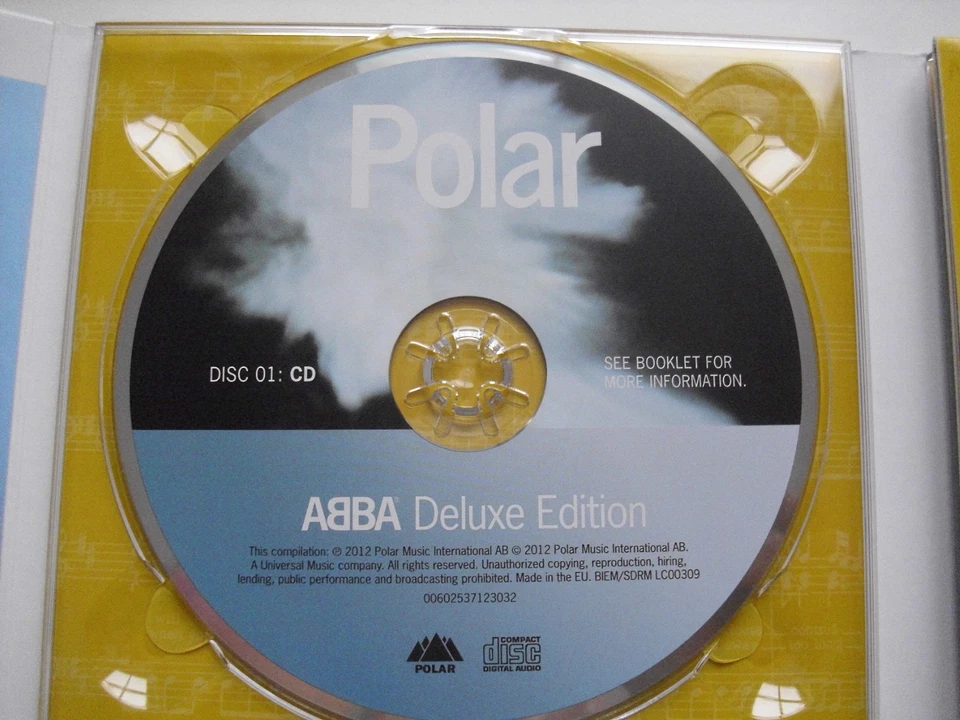 Polar
DISC 01: CD
SEE BOOKLET FOR
MORE INFORMATION.
ABBA® Deluxe Edition
This compilation: ℗ 2012 Polar Music International AB © 2012 Polar Music International AB.
A Universal Music company. All rights reserved. Unauthorized copying, reproduction, hiring,
lending, public performance and broadcasting prohibited. Made in the EU. BIEM/SDRM LC00309
00602537123032
POLAR
COMPACT
disc
DIGITAL AUDIO